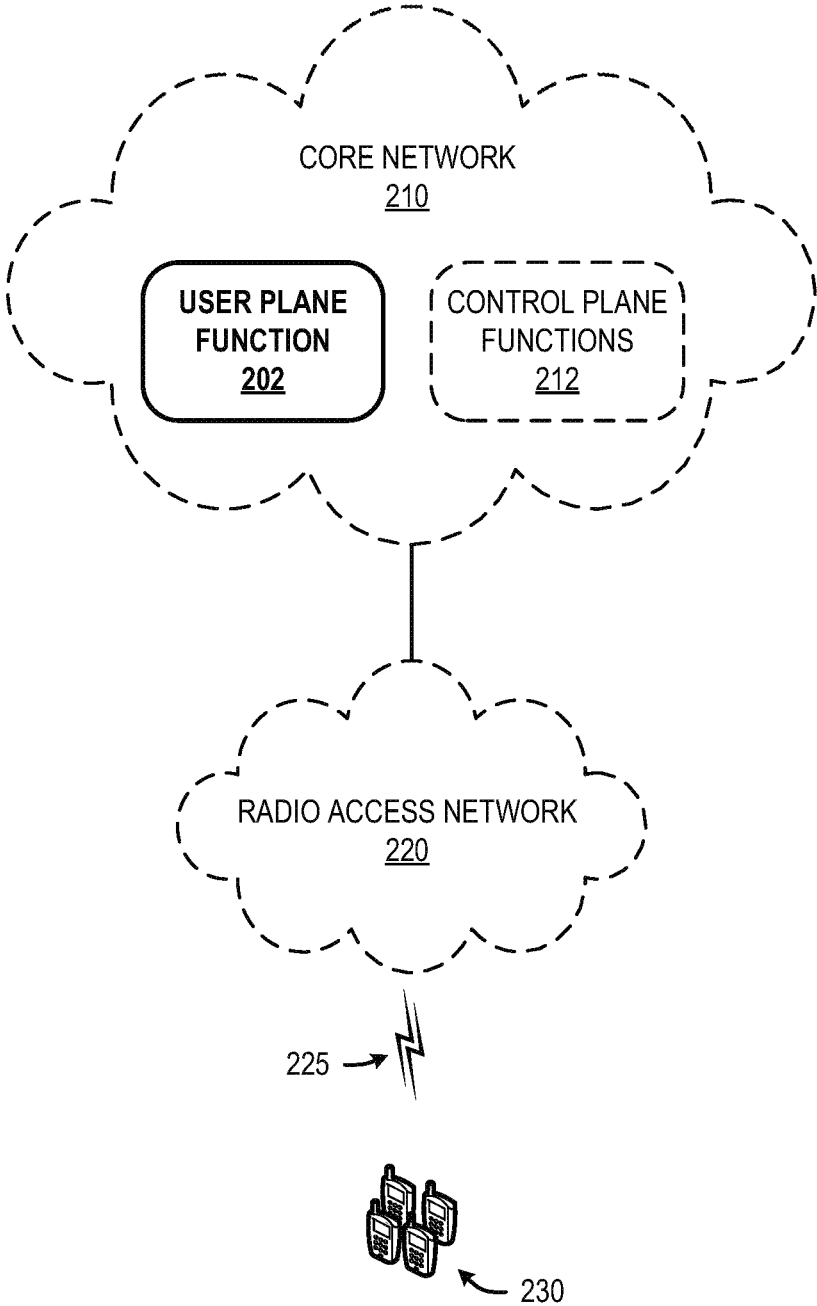 CORE NETWORK
210
USER PLANE
FUNCTION
202
CONTROL PLANE
FUNCTIONS
212
RADIO ACCESS NETWORK
220
225
230